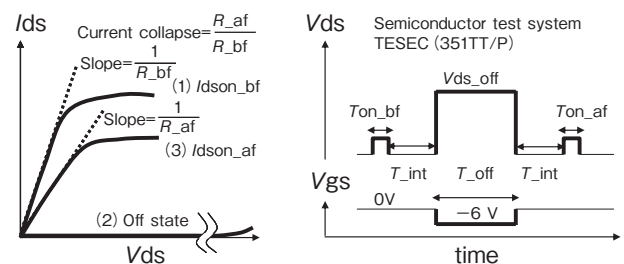 Ids
Current collapse=R_af/R_bf
Slope=1/R_bf
(1) Idson_bf
Slope=1/R_af
(3) Idson_af
(2) Off state
Vds
Vds
Semiconductor test system
TESEC (351TT/P)
Vds_off
Ton_bf
Ton_af
T_int
T_off
T_int
Vgs
0V
−6 V
time